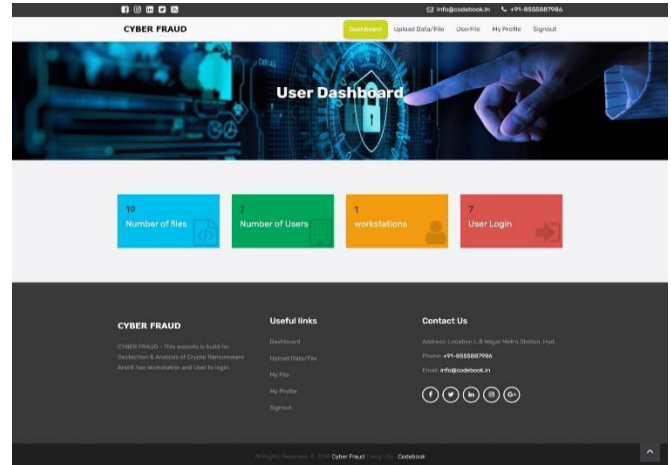 info@codebook.in +91-8555887986
CYBER FRAUD Dashboard Upload Data/File UserFile My Profile Signout
User Dashboard
19
Number of files
7
Number of Users
1
workstations
7
User Login
CYBER FRAUD
CYBER FRAUD - This website is build for
Dectection & Analysis of Crypto Ransomware.
And It has Workstation and User to login.
Useful links
Dashboard
Upload Data/File
My File
My Profile
Signout
Contact Us
Address: Location L.B Nagar Metro Station, Hyd.
Phone: +91-8555887986
Email: info@codebook.in
All Rights Reserved. © 2018 Cyber Fraud Design By: Codebook